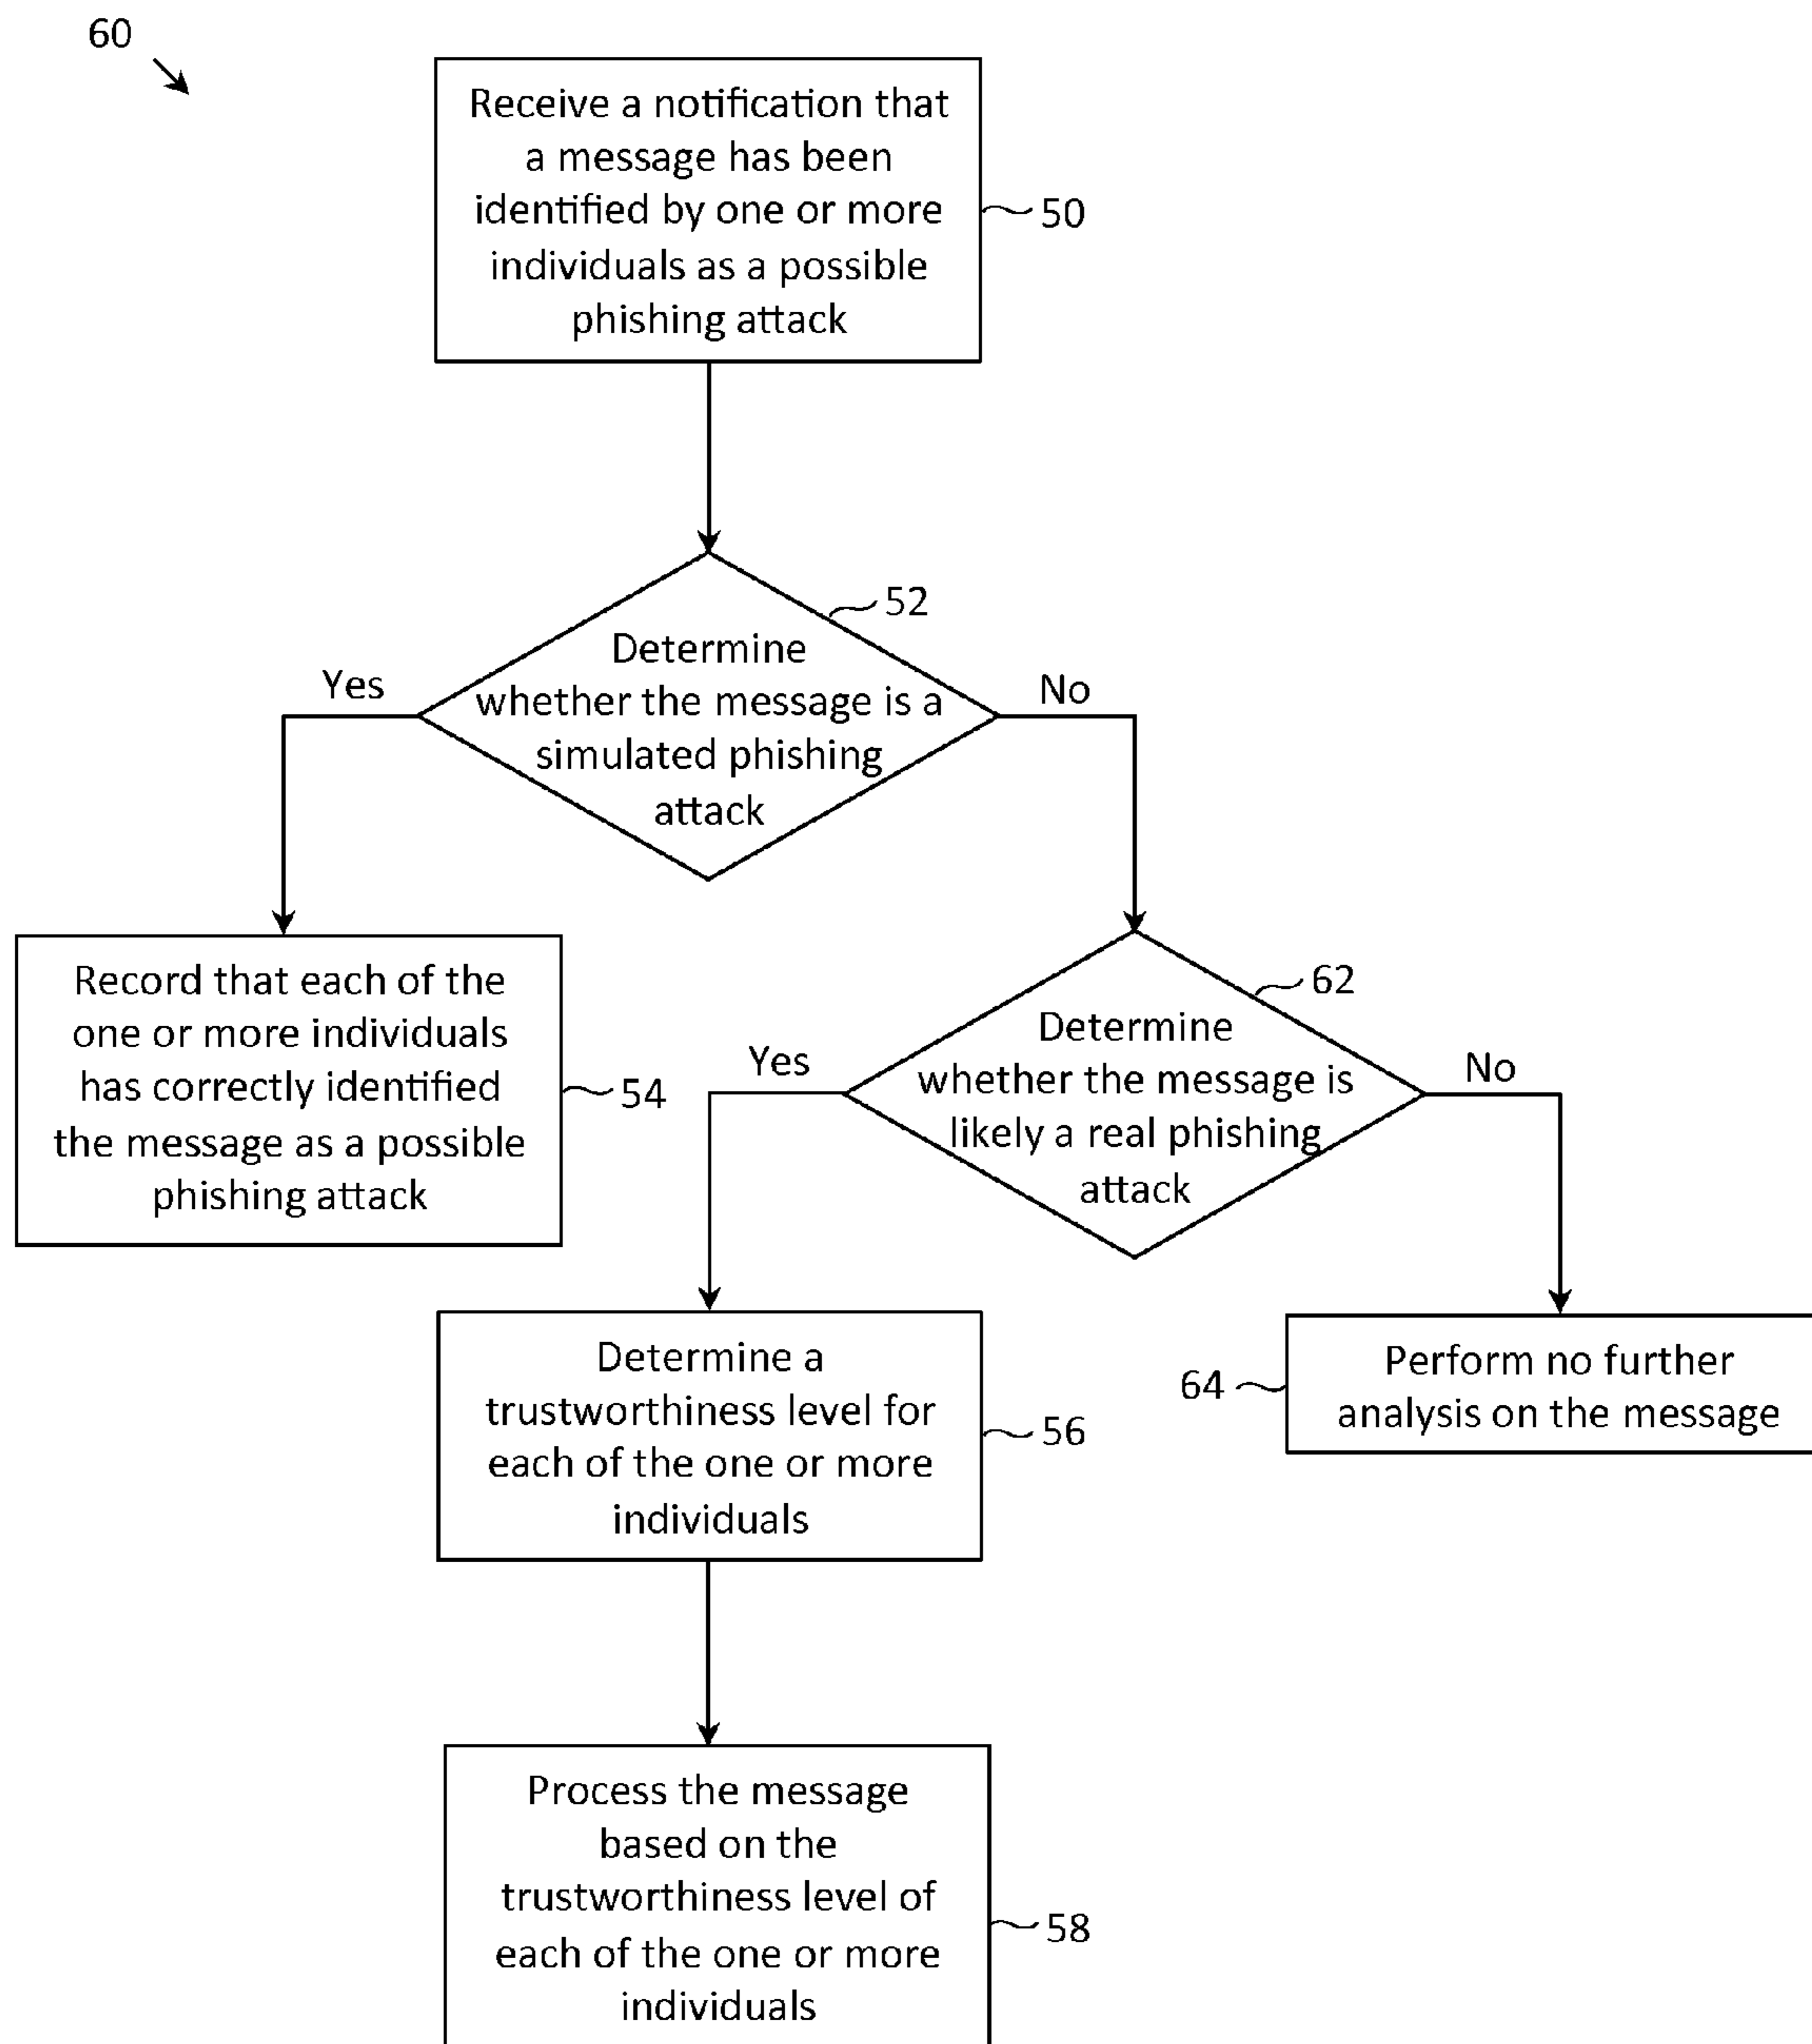 60
Receive a notification that
a message has been
identified by one or more
individuals as a possible
phishing attack
50
52
Determine
whether the message is a
simulated phishing
attack
Yes
No
Record that each of the
one or more individuals
has correctly identified
the message as a possible
phishing attack
54
62
Determine
whether the message is
likely a real phishing
attack
Yes
No
Determine a
trustworthiness level for
each of the one or more
individuals
56
64
Perform no further
analysis on the message
Process the message
based on the
trustworthiness level of
each of the one or more
individuals
58